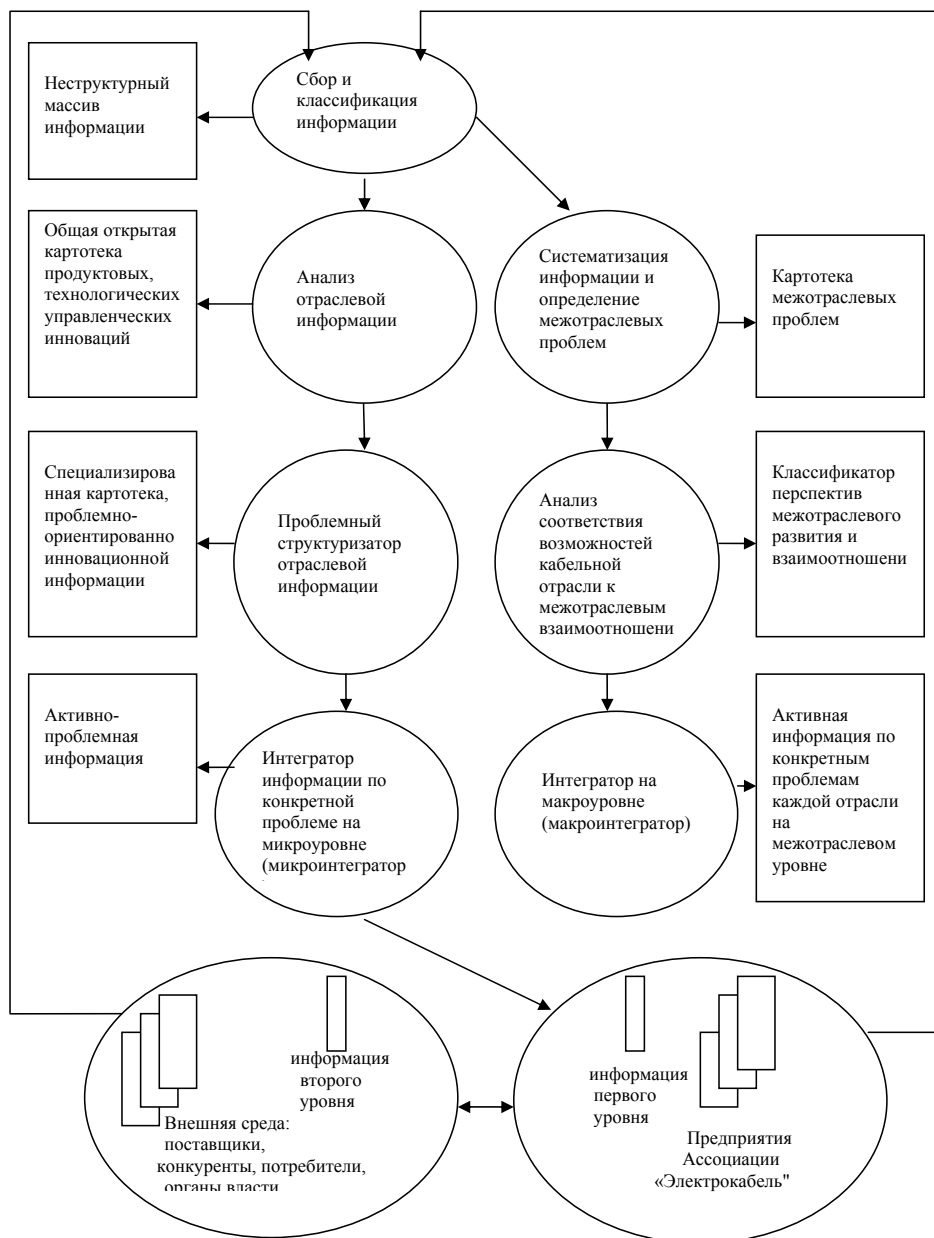 Неструктурный
массив
информации
Сбор и
классификация
информации
Общая открытая
картотека
продуктовых,
технологических
управленческих
инноваций
Анализ
отраслевой
информации
Систематизация
информации и
определение
межотраслевых
проблем
Картотека
межотраслевых
проблем
Специализирова
нная картотека,
проблемно-
ориентированно
инновационной
информации
Проблемный
структуризатор
отраслевой
информации
Анализ
соответствия
возможностей
кабельной
отрасли к
межотраслевым
взаимоотношени
Классификатор
перспектив
межотраслевого
развития и
взаимоотношени
Активно-
проблемная
информация
Интегратор
информации по
конкретной
проблеме на
микроуровне
(микроинтегратор
Интегратор на
макроуровне
(макроинтегратор)
Активная
информация по
конкретным
проблемам
каждой отрасли
на
межотраслевом
уровне
информация
второго
уровня
Внешняя среда:
поставщики,
конкуренты, потребители,
органы власти
информация
первого
уровня
Предприятия
Ассоциации
«Электрокабель"